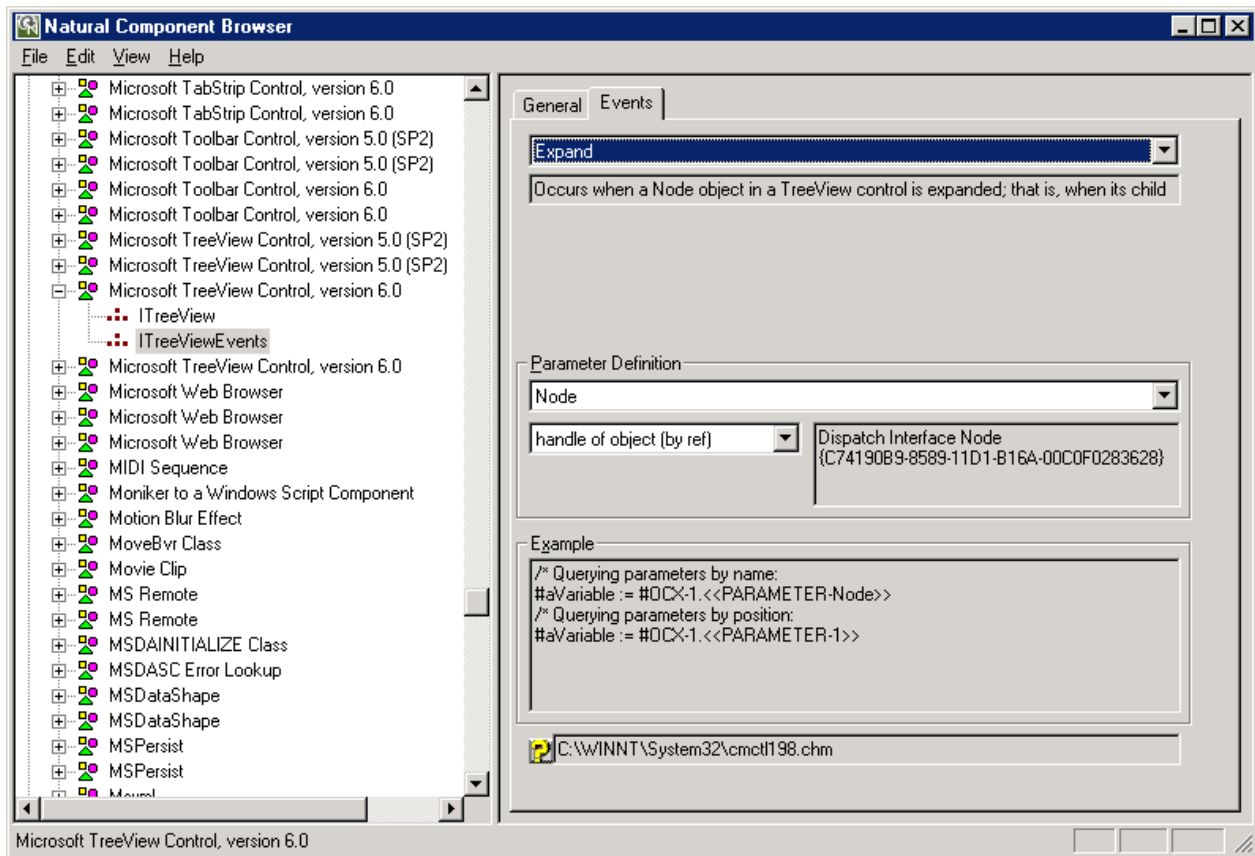 Natural Component Browser
File Edit View Help
Microsoft TabStrip Control, version 6.0
Microsoft TabStrip Control, version 6.0
Microsoft Toolbar Control, version 5.0 (SP2)
Microsoft Toolbar Control, version 5.0 (SP2)
Microsoft Toolbar Control, version 6.0
Microsoft Toolbar Control, version 6.0
Microsoft TreeView Control, version 5.0 (SP2)
Microsoft TreeView Control, version 5.0 (SP2)
Microsoft TreeView Control, version 6.0
ITreeView
ITreeViewEvents
Microsoft TreeView Control, version 6.0
Microsoft Web Browser
Microsoft Web Browser
Microsoft Web Browser
MIDI Sequence
Moniker to a Windows Script Component
Motion Blur Effect
MoveBvr Class
Movie Clip
MS Remote
MS Remote
MSDAINITIALIZE Class
MSDASC Error Lookup
MSDataShape
MSDataShape
MSPersist
MSPersist
General Events
Expand
Occurs when a Node object in a TreeView control is expanded; that is, when its child
Parameter Definition
Node
handle of object (by ref)
Dispatch Interface Node
{C74190B9-8589-11D1-B16A-00C0F0283628}
Example
/* Querying parameters by name:
#aVariable := #OCX-1.<<PARAMETER-Node>>
/* Querying parameters by position:
#aVariable := #OCX-1.<<PARAMETER-1>>
C:\WINNT\System32\cmctl198.chm
Microsoft TreeView Control, version 6.0